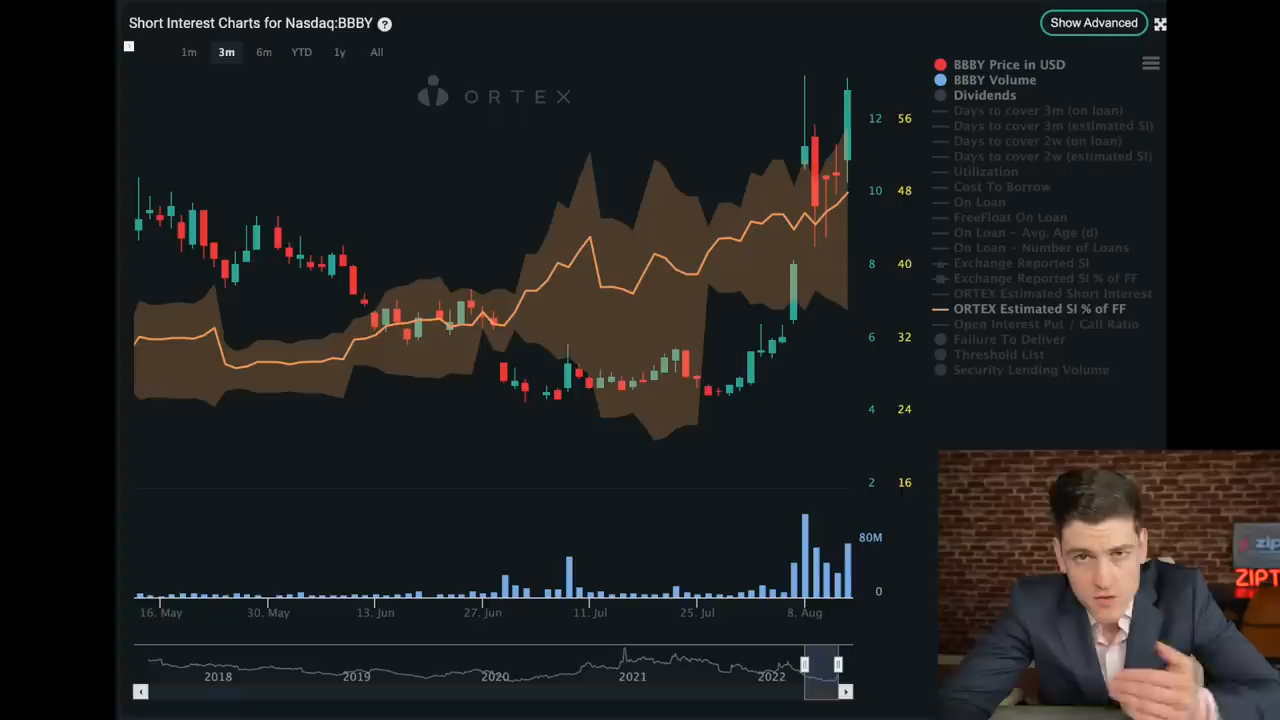 Short Interest Charts for Nasdaq:BBBY ?
Show Advanced
1m 3m 6m YTD 1y All
ORTEX
BBBY Price in USD
BBBY Volume
Dividends
Days to cover 3m (on loan)
Days to cover 3m (estimated SI)
Days to cover 2w (on loan)
Days to cover 2w (estimated SI)
Utilization
Cost To Borrow
On Loan
FreeFloat On Loan
On Loan - Avg. Age (d)
On Loan - Number of Loans
Exchange Reported SI
Exchange Reported SI % of FF
ORTEX Estimated Short Interest
ORTEX Estimated SI % of FF
Open Interest Put / Call Ratio
Failure To Deliver
Threshold List
Security Lending Volume
12 56
10 48
8 40
6 32
4 24
2 16
80M
0
16. May 30. May 13. Jun 27. Jun 11. Jul 25. Jul 8. Aug
2018 2019 2020 2021 2022
zip
ZIPT